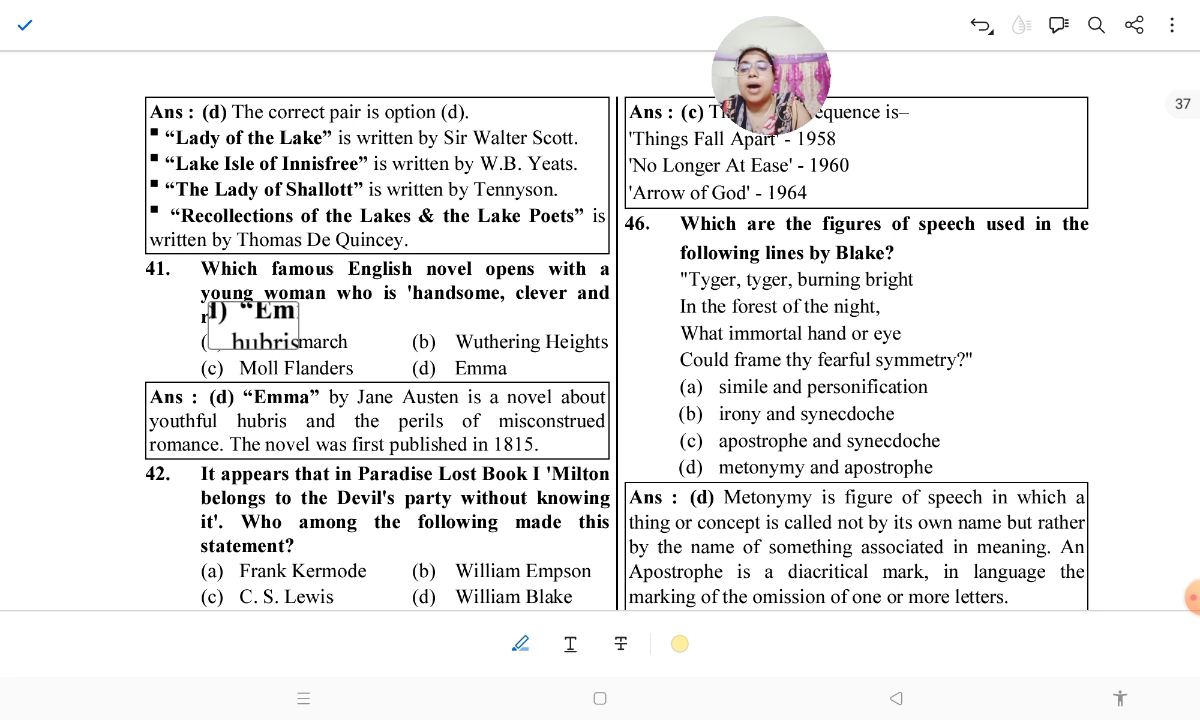 37
Ans : (d) The correct pair is option (d).
▪ “Lady of the Lake” is written by Sir Walter Scott.
▪ “Lake Isle of Innisfree” is written by W.B. Yeats.
▪ “The Lady of Shallott” is written by Tennyson.
▪ “Recollections of the Lakes & the Lake Poets” is
written by Thomas De Quincey.
41. Which famous English novel opens with a
young woman who is 'handsome, clever and
“Em
hubris
march (b) Wuthering Heights
(c) Moll Flanders (d) Emma
Ans : (d) “Emma” by Jane Austen is a novel about
youthful hubris and the perils of misconstrued
romance. The novel was first published in 1815.
42. It appears that in Paradise Lost Book I 'Milton
belongs to the Devil's party without knowing
it'. Who among the following made this
statement?
(a) Frank Kermode (b) William Empson
(c) C. S. Lewis (d) William Blake
Ans : (c) equence is–
'Things Fall Apart' - 1958
'No Longer At Ease' - 1960
'Arrow of God' - 1964
46. Which are the figures of speech used in the
following lines by Blake?
"Tyger, tyger, burning bright
In the forest of the night,
What immortal hand or eye
Could frame thy fearful symmetry?"
(a) simile and personification
(b) irony and synecdoche
(c) apostrophe and synecdoche
(d) metonymy and apostrophe
Ans : (d) Metonymy is figure of speech in which a
thing or concept is called not by its own name but rather
by the name of something associated in meaning. An
Apostrophe is a diacritical mark, in language the
marking of the omission of one or more letters.